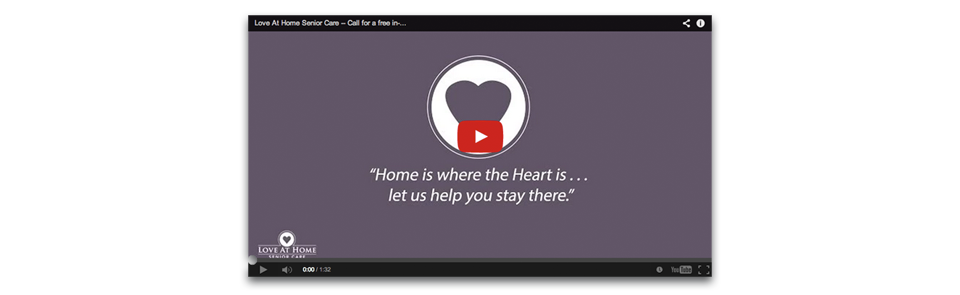 Love At Home Senior Care -- Call for a free in-...
“Home is where the Heart is . . .
let us help you stay there.”
LOVE AT HOME
SENIOR CARE
0:00 / 1:32
YouTube